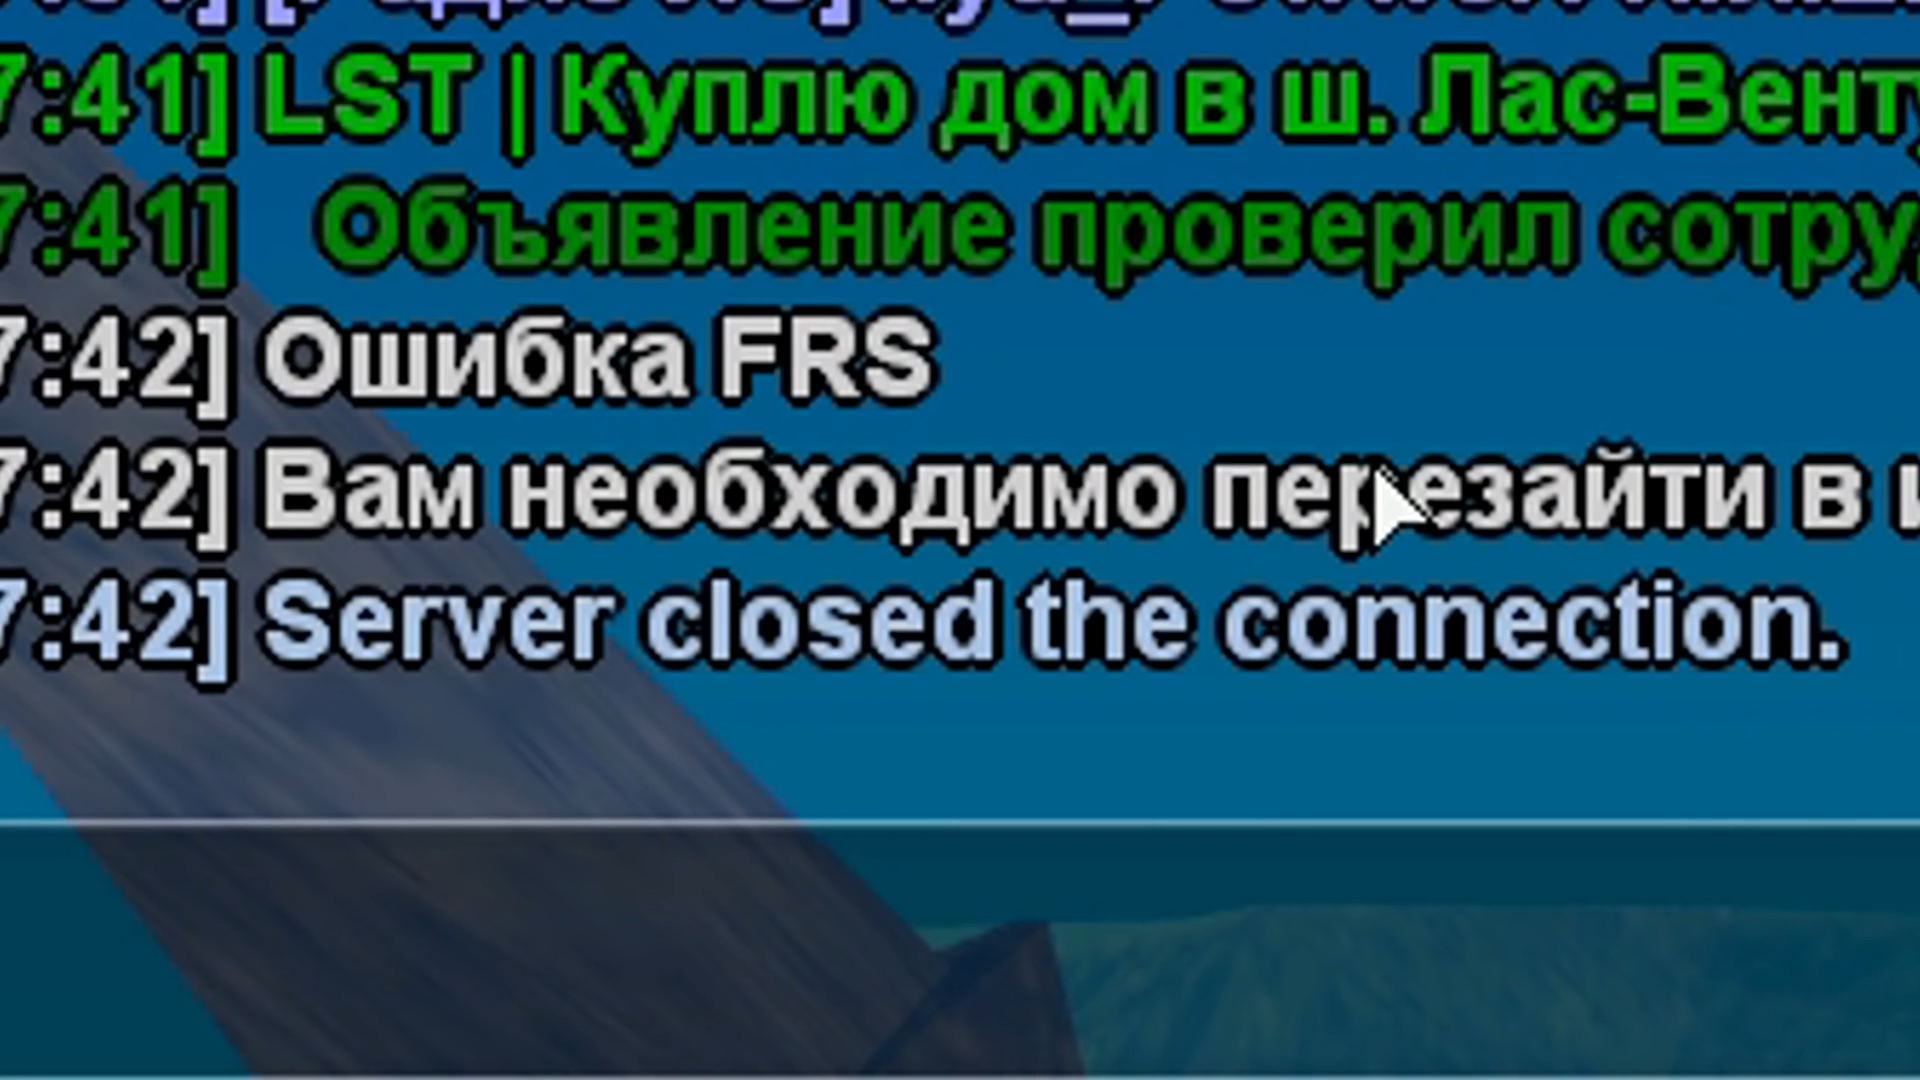 7:41] LST | Куплю дом в ш. Лас-Вент
7:41] Объявление проверил сотру
7:42] Ошибка FRS
7:42] Вам необходимо перезайти в
7:42] Server closed the connection.